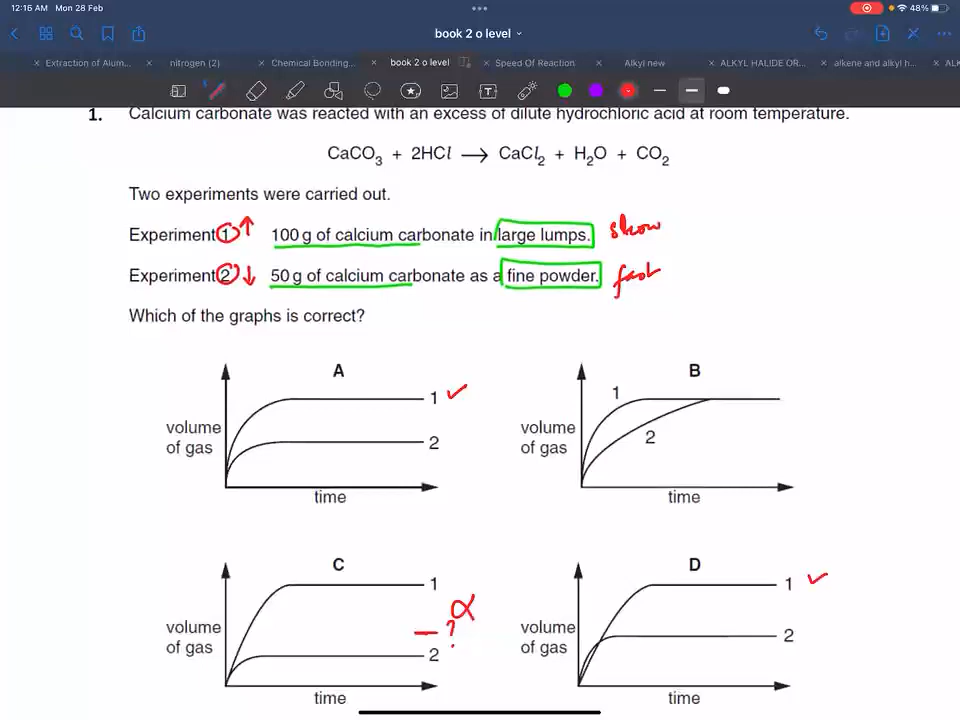 12:16 AM Mon 28 Feb
48%
book 2 o level
Extraction of Alum...
nitrogen (2)
Chemical Bonding...
book 2 o level
Speed Of Reaction
Alkyl new
ALKYL HALIDE OR...
alkene and alkyl h...
ALK
1. Calcium carbonate was reacted with an excess of dilute hydrochloric acid at room temperature.
CaCO₃ + 2HCl ⟶ CaCl₂ + H₂O + CO₂
Two experiments were carried out.
Experiment 1 ↑ 100 g of calcium carbonate in large lumps. slow
Experiment 2 ↓ 50 g of calcium carbonate as a fine powder. fast
Which of the graphs is correct?
A
volume
of gas
1 ✓
2
time
B
volume
of gas
1
2
time
C
volume
of gas
1
?
2
time
D
volume
of gas
1 ✓
2
time